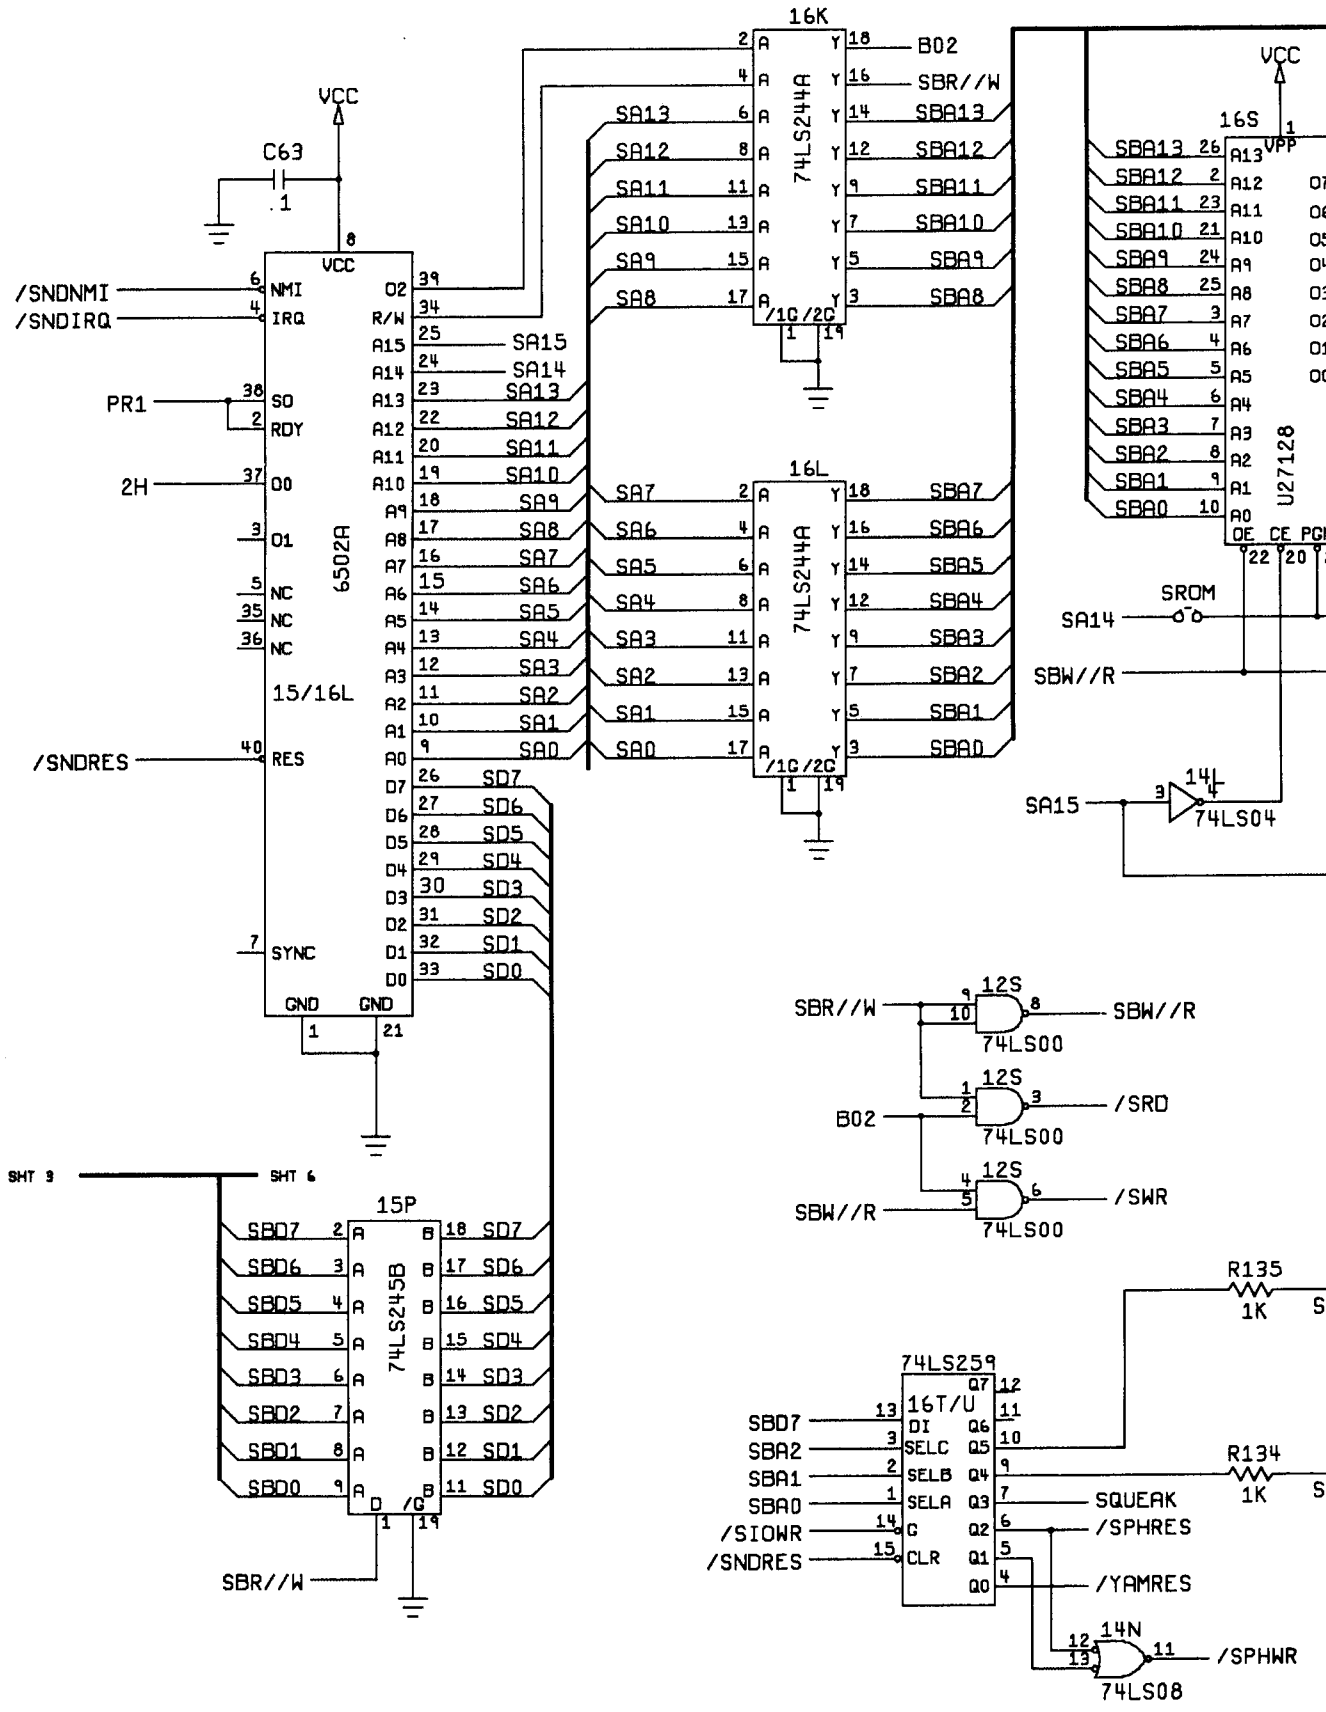 16K
2 A Y 18 B02
4 A Y 16 SBR//W
SA13 6 A Y 14 SBA13
SA12 8 A Y 12 SBA12
SA11 11 A Y 9 SBA11
SA10 13 A Y 7 SBA10
SA9 15 A Y 5 SBA9
SA8 17 A Y 3 SBA8
/1G /2G
1 19
74LS244A
VCC
C63
.1
8
VCC
/SNDNMI 6 NMI
/SNDIRQ 4 IRQ
PR1 38 SO
2 RDY
2H 37 00
3 01
5 NC
35 NC
36 NC
15/16L
/SNDRES 40 RES
7 SYNC
GND GND
1 21
6502A
02 39
R/W 34
A15 25 SA15
A14 24 SA14
A13 23 SA13
A12 22 SA12
A11 20 SA11
A10 19 SA10
A9 18 SA9
A8 17 SA8
A7 16 SA7
A6 15 SA6
A5 14 SA5
A4 13 SA4
A3 12 SA3
A2 11 SA2
A1 10 SA1
A0 9 SA0
D7 26 SD7
D6 27 SD6
D5 28 SD5
D4 29 SD4
D3 30 SD3
D2 31 SD2
D1 32 SD1
D0 33 SD0
16L
SA7 2 A Y 18 SBA7
SA6 4 A Y 16 SBA6
SA5 6 A Y 14 SBA5
SA4 8 A Y 12 SBA4
SA3 11 A Y 9 SBA3
SA2 13 A Y 7 SBA2
SA1 15 A Y 5 SBA1
SA0 17 A Y 3 SBA0
/1G /2G
1 19
74LS244A
VCC
16S 1
VPP
SBA13 26 A13
SBA12 2 A12
SBA11 23 A11
SBA10 21 A10
SBA9 24 A9
SBA8 25 A8
SBA7 3 A7
SBA6 4 A6
SBA5 5 A5
SBA4 6 A4
SBA3 7 A3
SBA2 8 A2
SBA1 9 A1
SBA0 10 A0
U27128
OE CE
22 20
SROM
SA14
SBW//R
SA15 3 14L 4
74LS04
12S
SBR//W 9 8 SBW//R
10
74LS00
12S
1 3 /SRD
B02 2
74LS00
12S
4 6 /SWR
SBW//R 5
74LS00
SHT 3 SHT 6
15P
SBD7 2 A B 18 SD7
SBD6 3 A B 17 SD6
SBD5 4 A B 16 SD5
SBD4 5 A B 15 SD4
SBD3 6 A B 14 SD3
SBD2 7 A B 13 SD2
SBD1 8 A B 12 SD1
SBD0 9 A B 11 SD0
D /G
1 19
74LS245B
SBR//W
R135
1K
74LS259
16T/U
Q7 12
SBD7 13 DI Q6 11
SBA2 3 SELC Q5 10
SBA1 2 SELB Q4 9
R134
1K
SBA0 1 SELA Q3 7 SQUEAK
/SIOWR 14 G Q2 6 /SPHRES
/SNDRES 15 CLR Q1 5
Q0 4 /YAMRES
14N
12 11 /SPHWR
13
74LS08